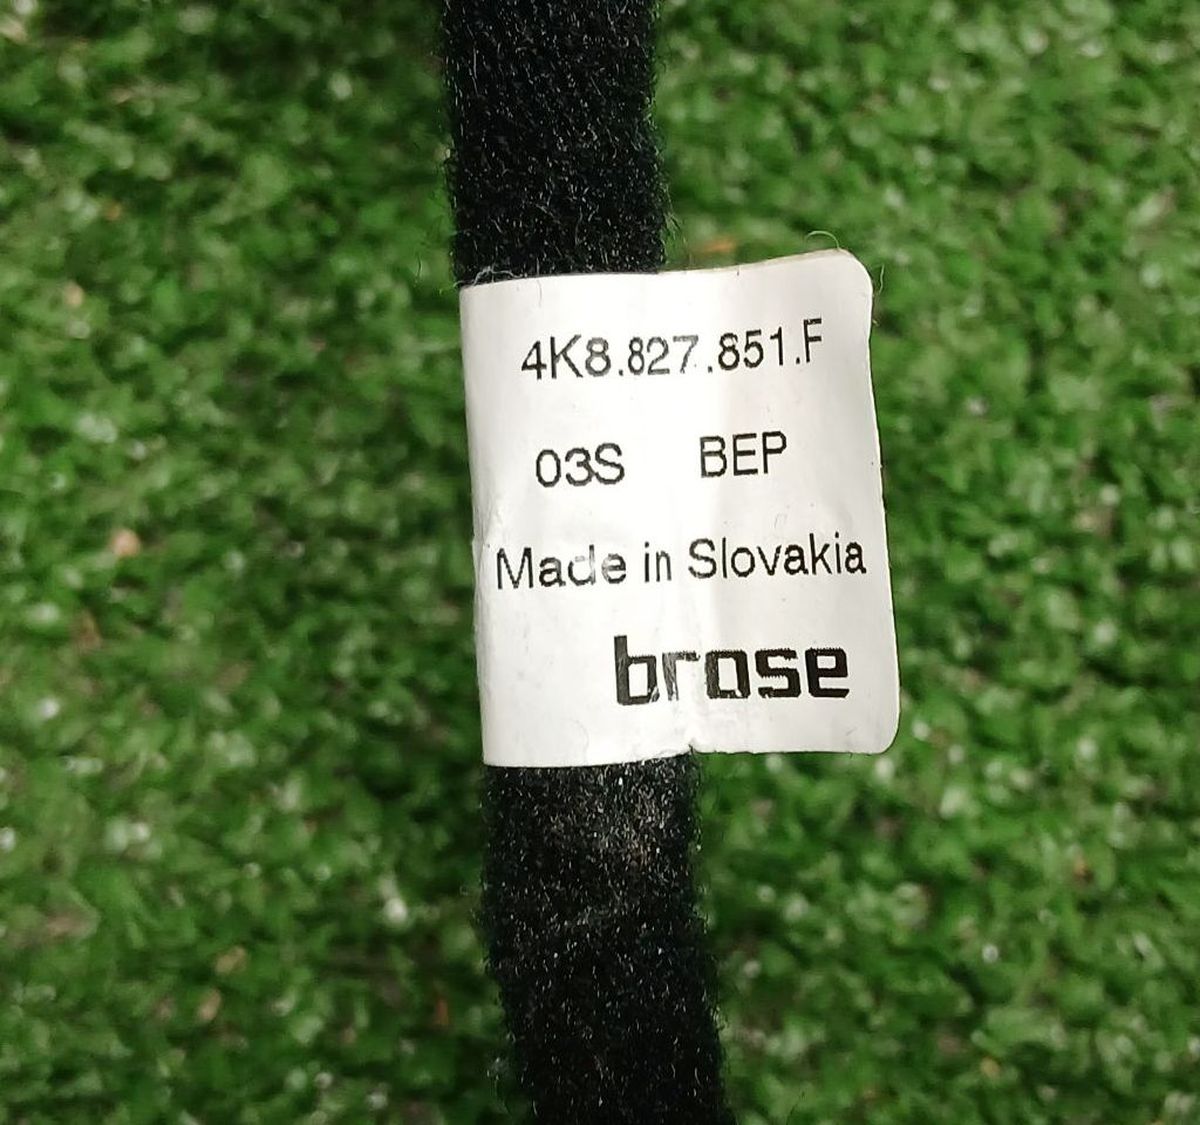 4K8.827.851.F
03S BEP
Made in Slovakia
brose